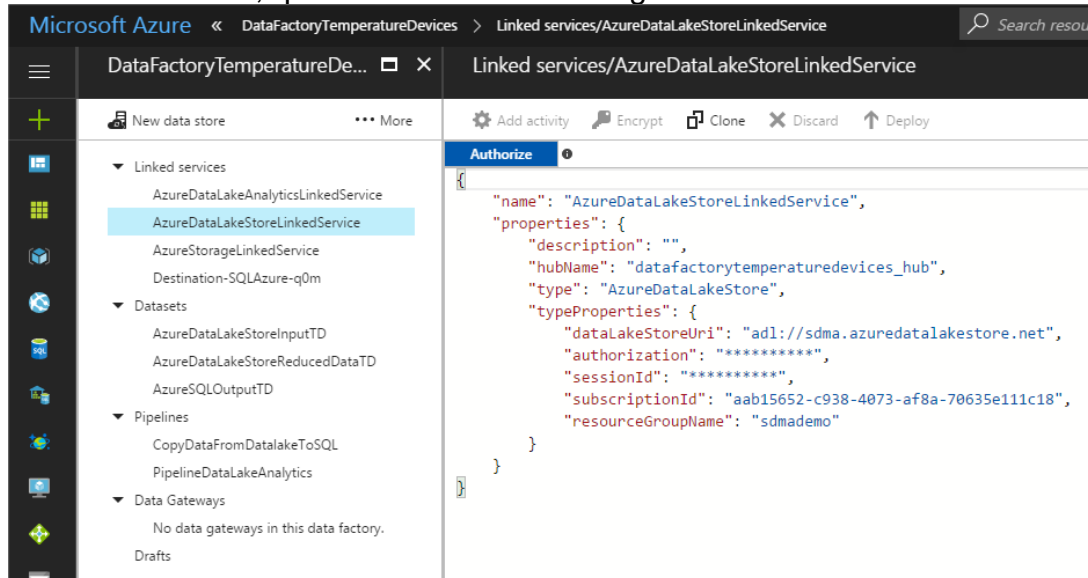 Microsoft Azure « DataFactoryTemperatureDevices > Linked services/AzureDataLakeStoreLinkedService Search resou
DataFactoryTemperatureDe...
Linked services/AzureDataLakeStoreLinkedService
New data store ••• More
Add activity Encrypt Clone Discard Deploy
Authorize
Linked services
AzureDataLakeAnalyticsLinkedService
AzureDataLakeStoreLinkedService
AzureStorageLinkedService
Destination-SQLAzure-q0m
Datasets
AzureDataLakeStoreInputTD
AzureDataLakeStoreReducedDataTD
AzureSQLOutputTD
Pipelines
CopyDataFromDatalakeToSQL
PipelineDataLakeAnalytics
Data Gateways
No data gateways in this data factory.
Drafts
{
"name": "AzureDataLakeStoreLinkedService",
"properties": {
"description": "",
"hubName": "datafactorytemperaturedevices_hub",
"type": "AzureDataLakeStore",
"typeProperties": {
"dataLakeStoreUri": "adl://sdma.azuredatalakestore.net",
"authorization": "**********",
"sessionId": "**********",
"subscriptionId": "aab15652-c938-4073-af8a-70635e111c18",
"resourceGroupName": "sdmademo"
}
}
}
SQL